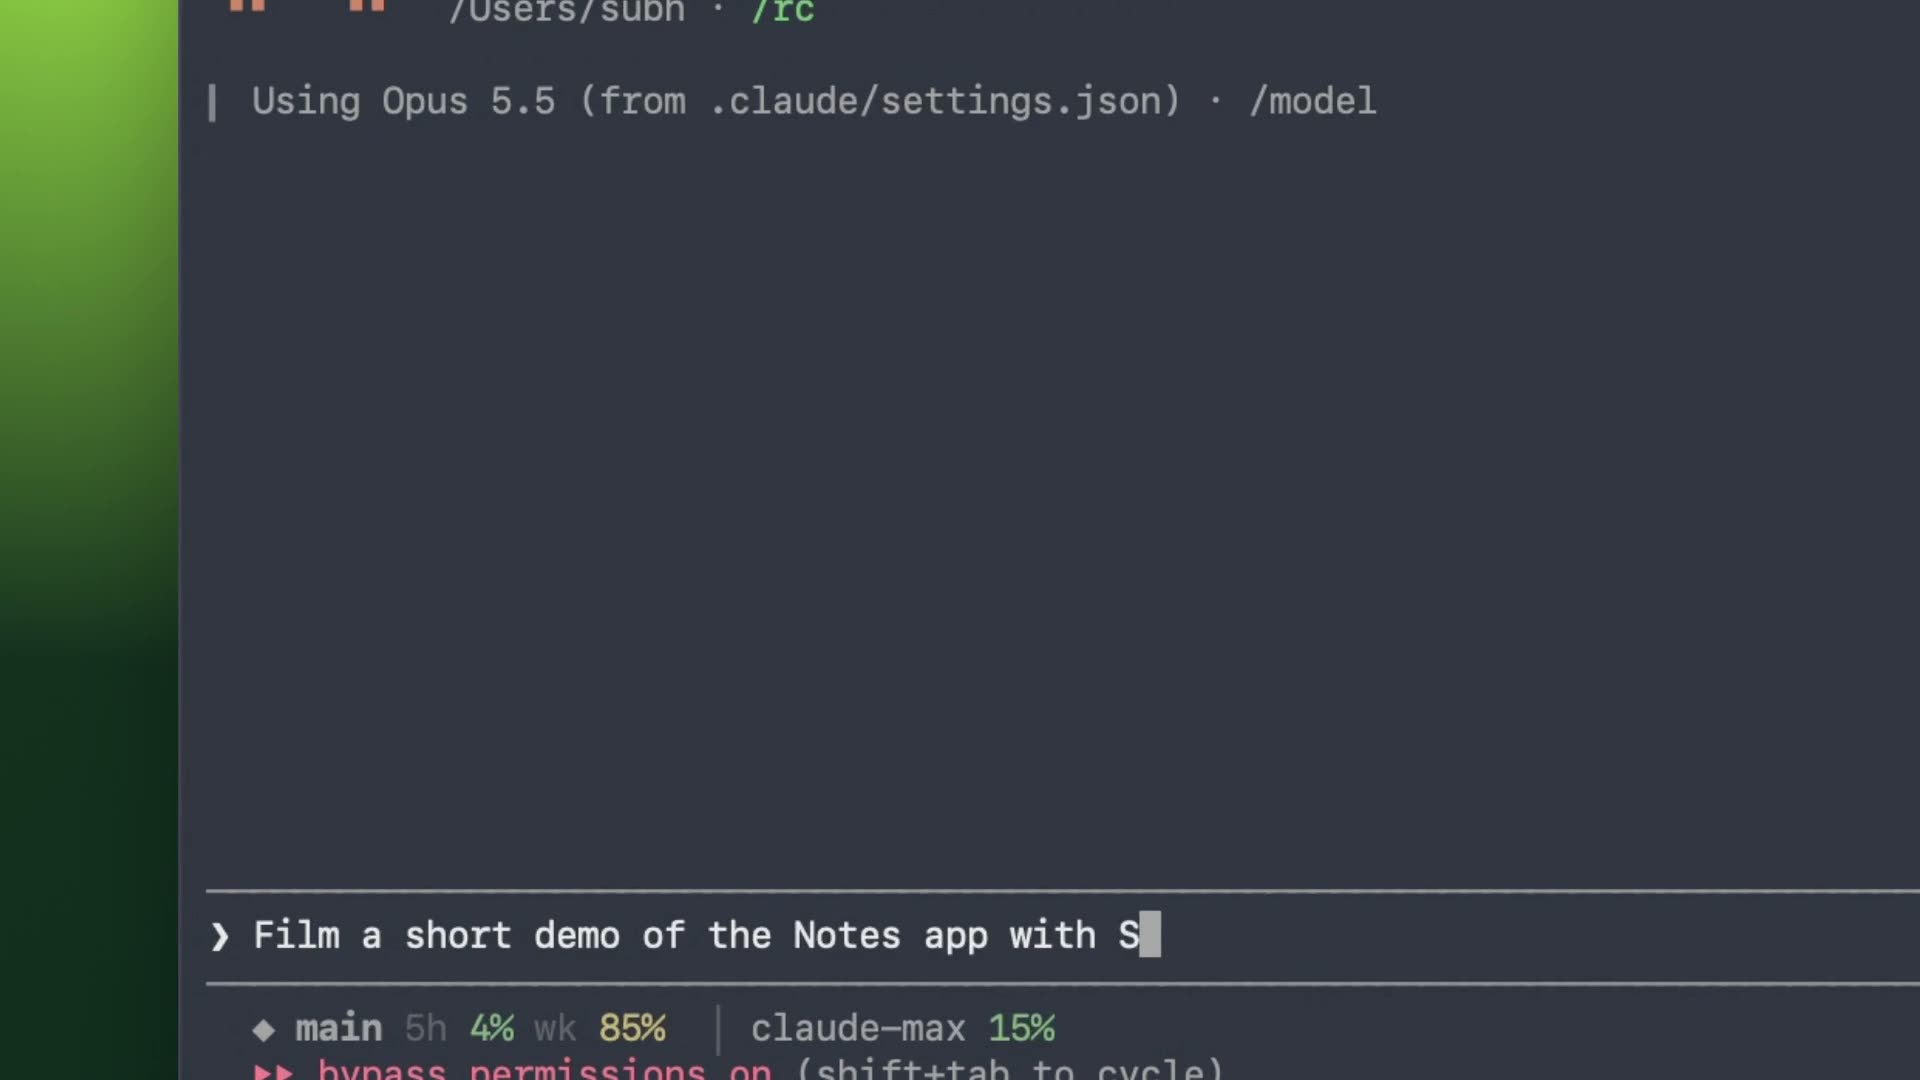 /Users/subh · /rc
Using Opus 5.5 (from .claude/settings.json) · /model
❯ Film a short demo of the Notes app with S
◆ main 5h 4% wk 85% │ claude-max 15%
▸▸ bypass permissions on (shift+tab to cycle)